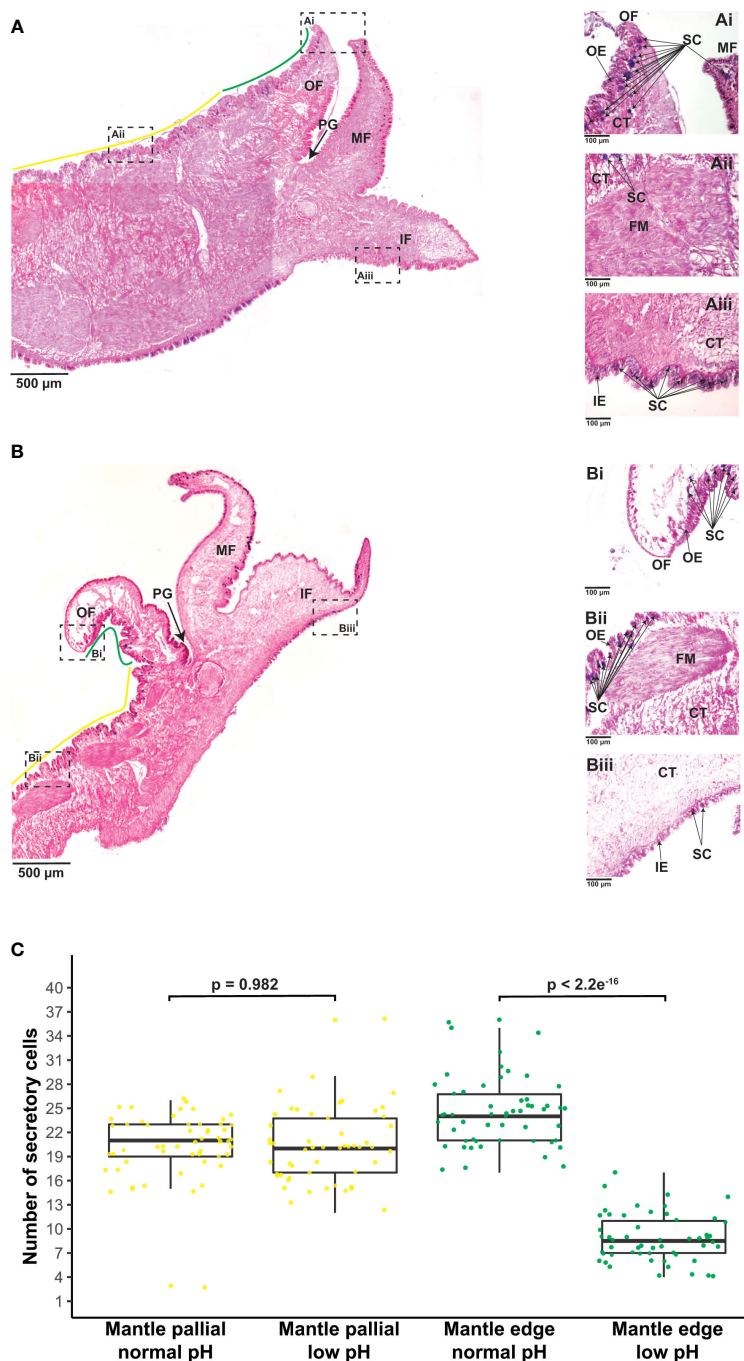 A
Ai
OF
PG
MF
Aii
IF
Aiii
500 µm
OF
Ai
SC
OE
MF
CT
100 µm
Aii
CT
SC
FM
100 µm
Aiii
CT
IE
SC
100 µm
B
MF
IF
PG
OF
Biii
Bi
Bii
500 µm
Bi
SC
OE
OF
100 µm
Bii
OE
FM
SC
CT
100 µm
Biii
CT
SC
IE
100 µm
C
p = 0.982
p < 2.2e-16
40
37
34
31
28
25
22
19
16
13
10
7
4
1
Number of secretory cells
Mantle pallial normal pH
Mantle pallial low pH
Mantle edge normal pH
Mantle edge low pH